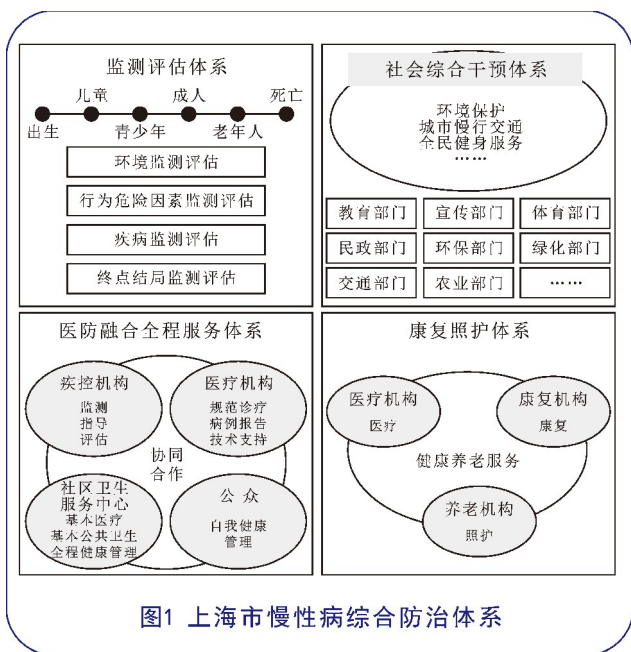 监测评估体系
儿童 成人 死亡
出生 青少年 老年人
环境监测评估
行为危险因素监测评估
疾病监测评估
终点结局监测评估
社会综合干预体系
环境保护
城市慢行交通
全民健身服务
……
教育部门 宣传部门 体育部门
民政部门 环保部门 绿化部门
交通部门 农业部门 ……
医防融合全程服务体系
疾控机构
监测
指导
评估
医疗机构
规范诊疗
病例报告
技术支持
协同
合作
社区卫生
服务中心
基本医疗
基本公共卫生
全程健康管理
公众
自我健康
管理
康复照护体系
医疗机构
医疗
康复机构
康复
健康养老服务
养老机构
照护
图1 上海市慢性病综合防治体系